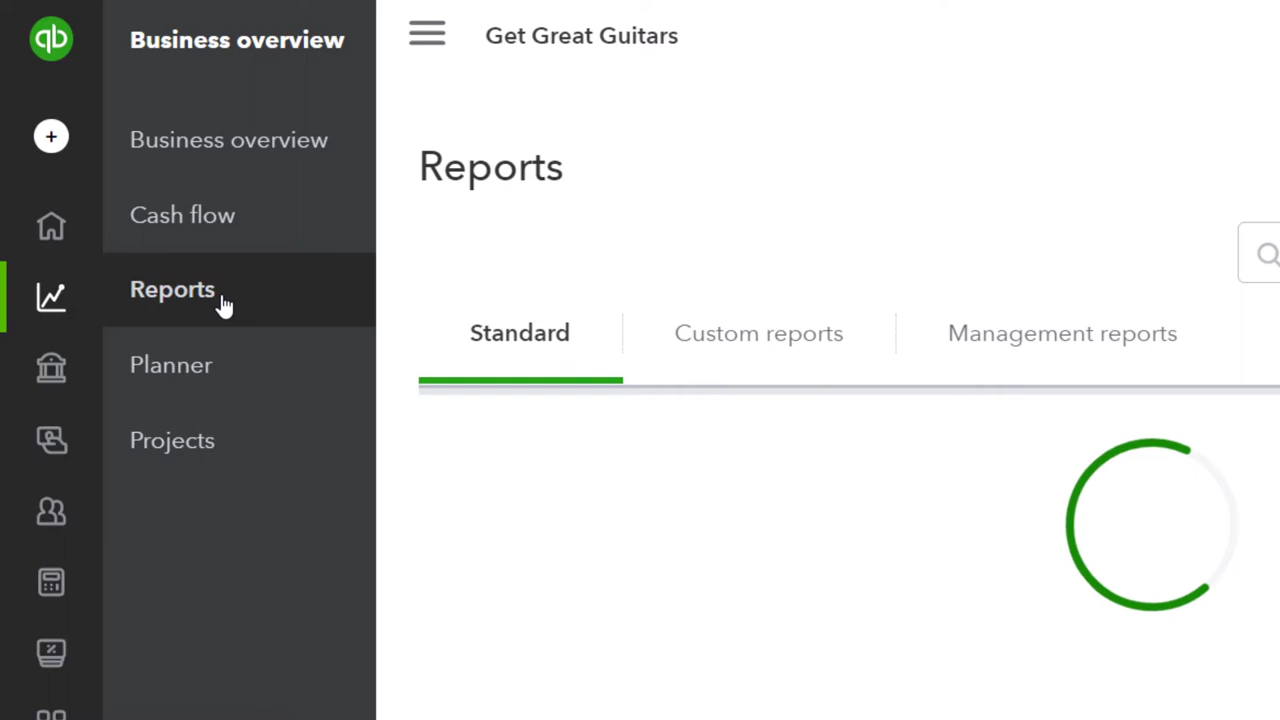 qb
Business overview
Get Great Guitars
+
Business overview
Cash flow
Reports
Planner
Projects
Reports
Standard
Custom reports
Management reports